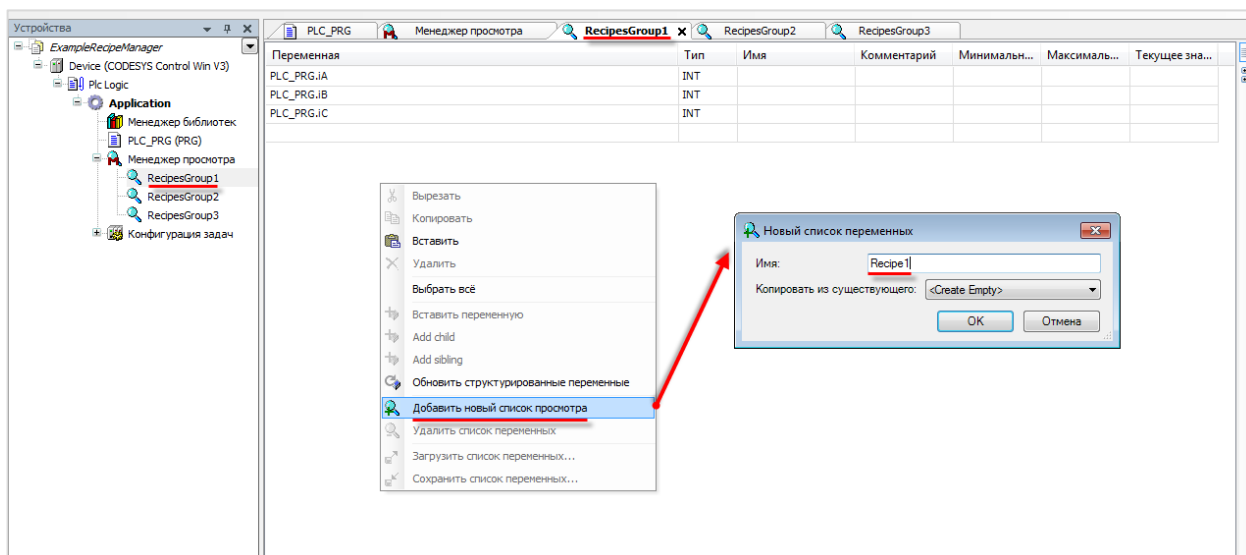 Устройства
ExampleRecipeManager
Device (CODESYS Control Win V3)
Plc Logic
Application
Менеджер библиотек
PLC_PRG (PRG)
Менеджер просмотра
RecipesGroup1
RecipesGroup2
RecipesGroup3
Конфигурация задач
PLC_PRG Менеджер просмотра RecipesGroup1 RecipesGroup2 RecipesGroup3
Переменная Тип Имя Комментарий Минимальн... Максималь... Текущее зна...
PLC_PRG.iA INT
PLC_PRG.iB INT
PLC_PRG.iC INT
Вырезать
Копировать
Вставить
Удалить
Выбрать всё
Вставить переменную
Add child
Add sibling
Обновить структурированные переменные
Добавить новый список просмотра
Удалить список переменных
Загрузить список переменных...
Сохранить список переменных...
Новый список переменных
Имя: Recipe1
Копировать из существующего: <Create Empty>
OK Отмена